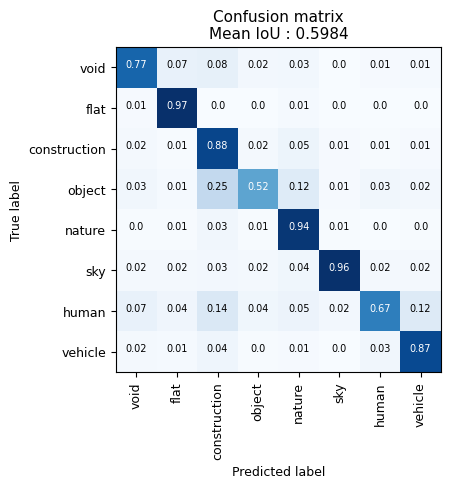 Confusion matrix
Mean IoU : 0.5984
True label
void 0.77 0.07 0.08 0.02 0.03 0.0 0.01 0.01
flat 0.01 0.97 0.0 0.0 0.01 0.0 0.0 0.0
construction 0.02 0.01 0.88 0.02 0.05 0.01 0.01 0.01
object 0.03 0.01 0.25 0.52 0.12 0.01 0.03 0.02
nature 0.0 0.01 0.03 0.01 0.94 0.01 0.0 0.0
sky 0.02 0.02 0.03 0.02 0.04 0.96 0.02 0.02
human 0.07 0.04 0.14 0.04 0.05 0.02 0.67 0.12
vehicle 0.02 0.01 0.04 0.0 0.01 0.0 0.03 0.87
void flat construction object nature sky human vehicle
Predicted label